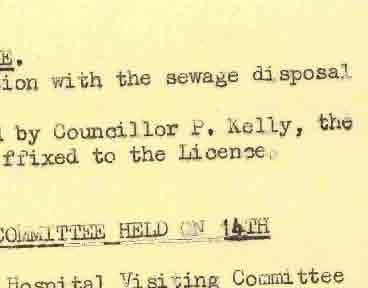 E.
ion with the sewage disposal
by Councillor P. Kelly, the
ffixed to the Licence.
COMMITTEE HELD ON 14TH
Hospital Visiting Committee